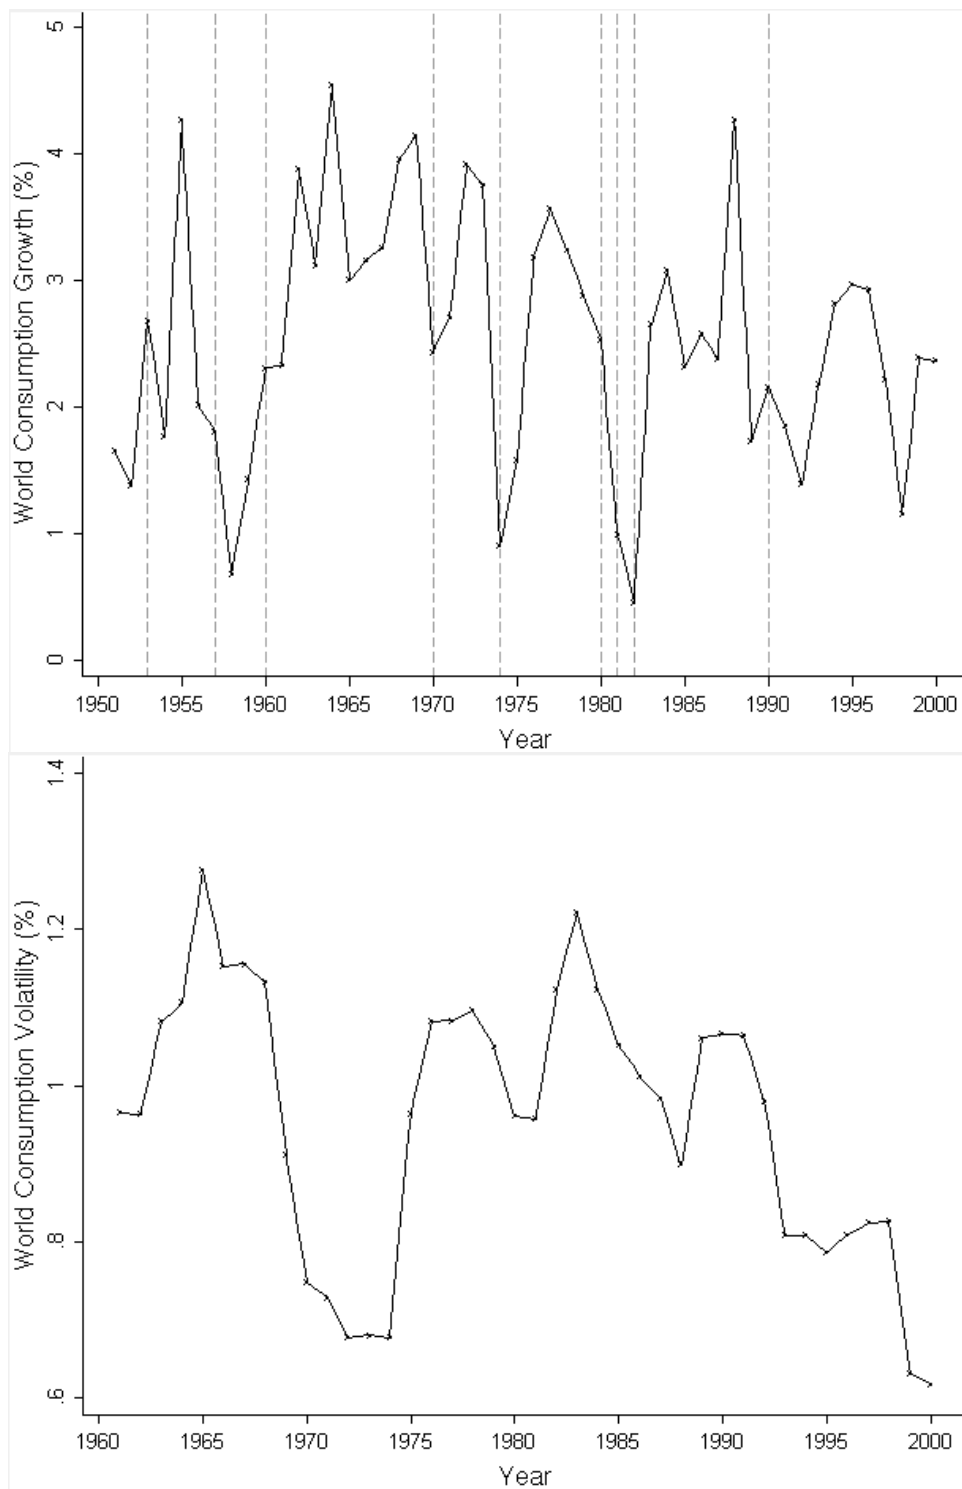 World Consumption Growth (%)
5
4
3
2
1
0
1950 1955 1960 1965 1970 1975 1980 1985 1990 1995 2000
Year
World Consumption Volatility (%)
1.4
1.2
1
.8
.6
1960 1965 1970 1975 1980 1985 1990 1995 2000
Year